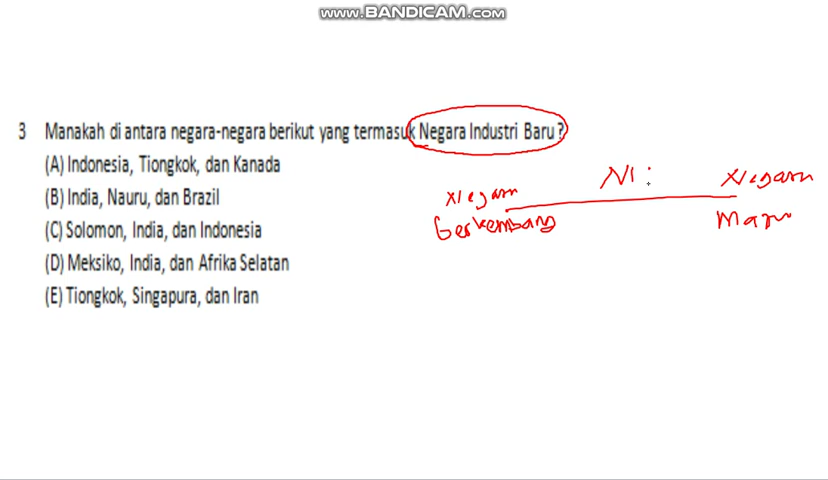 www.BANDICAM.com
3 Manakah di antara negara-negara berikut yang termasuk Negara Industri Baru ?
(A) Indonesia, Tiongkok, dan Kanada
(B) India, Nauru, dan Brazil
(C) Solomon, India, dan Indonesia
(D) Meksiko, India, dan Afrika Selatan
(E) Tiongkok, Singapura, dan Iran
Negara
berkembang
NI
Negara
Maju